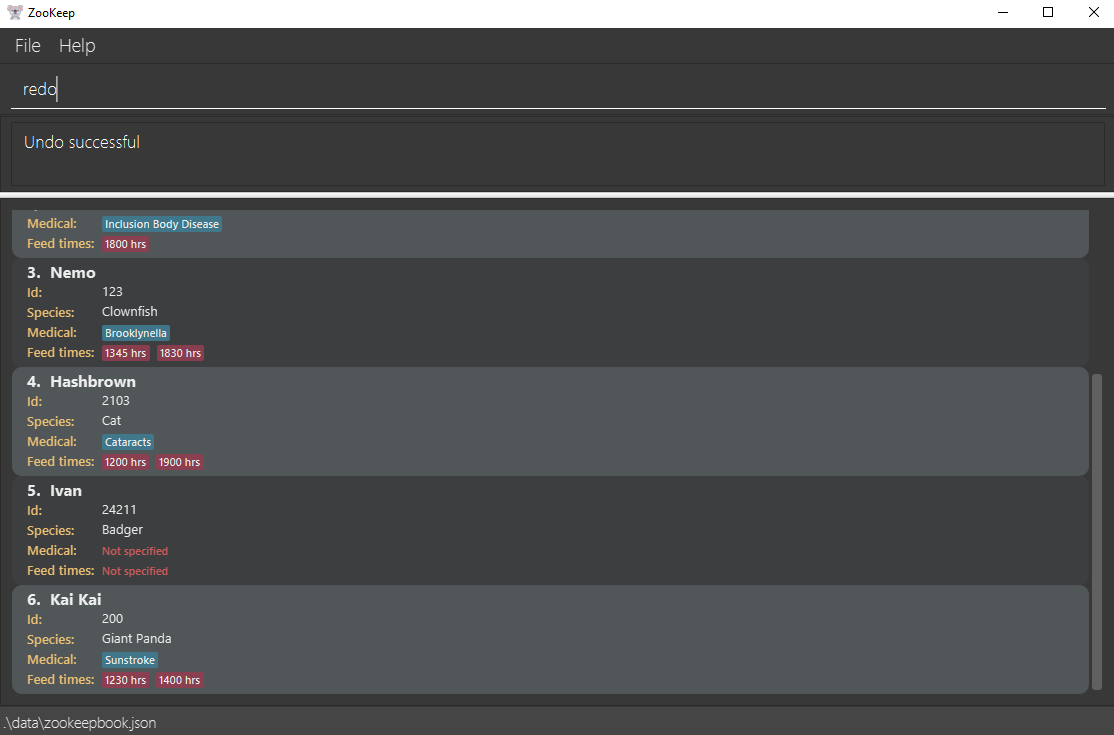 ZooKeep
File Help
redo
Undo successful
Medical: Inclusion Body Disease
Feed times: 1800 hrs
3. Nemo
Id: 123
Species: Clownfish
Medical: Brooklynella
Feed times: 1345 hrs 1830 hrs
4. Hashbrown
Id: 2103
Species: Cat
Medical: Cataracts
Feed times: 1200 hrs 1900 hrs
5. Ivan
Id: 24211
Species: Badger
Medical: Not specified
Feed times: Not specified
6. Kai Kai
Id: 200
Species: Giant Panda
Medical: Sunstroke
Feed times: 1230 hrs 1400 hrs
.\data\zookeepbook.json